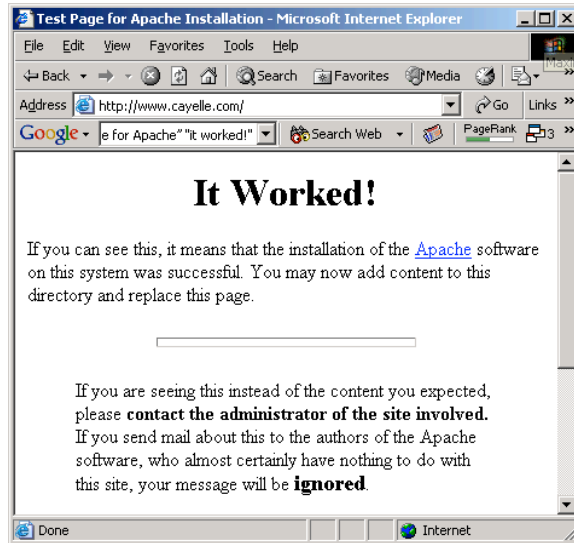 Test Page for Apache Installation - Microsoft Internet Explorer
File Edit View Favorites Tools Help
Back Search Favorites Media »
Address http://www.cayelle.com/ Go Links »
Google e for Apache" "it worked!" Search Web PageRank 3 »
It Worked!
If you can see this, it means that the installation of the Apache software
on this system was successful. You may now add content to this
directory and replace this page.
If you are seeing this instead of the content you expected,
please contact the administrator of the site involved.
If you send mail about this to the authors of the Apache
software, who almost certainly have nothing to do with
this site, your message will be ignored.
Done Internet